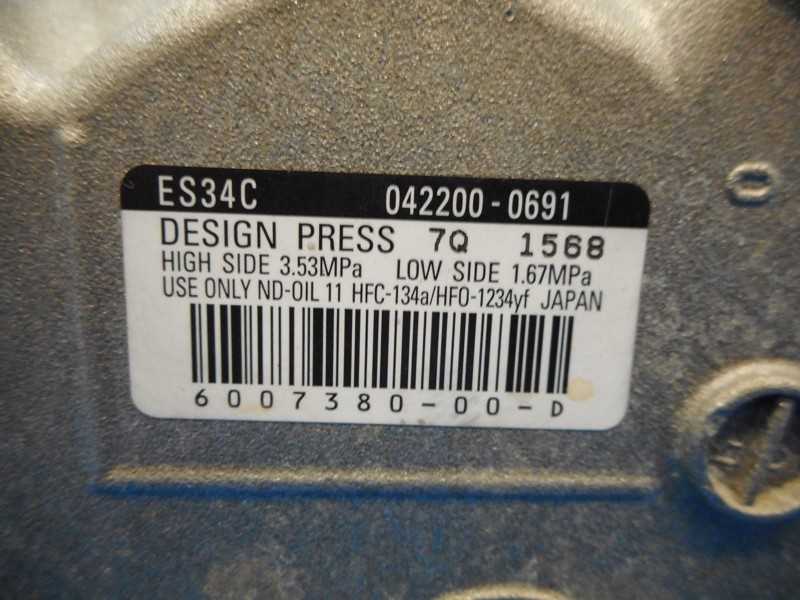 ES34C 042200-0691
DESIGN PRESS 7Q 1568
HIGH SIDE 3.53MPa LOW SIDE 1.67MPa
USE ONLY ND-OIL 11 HFC-134a/HFO-1234yf JAPAN
6007380-00-D